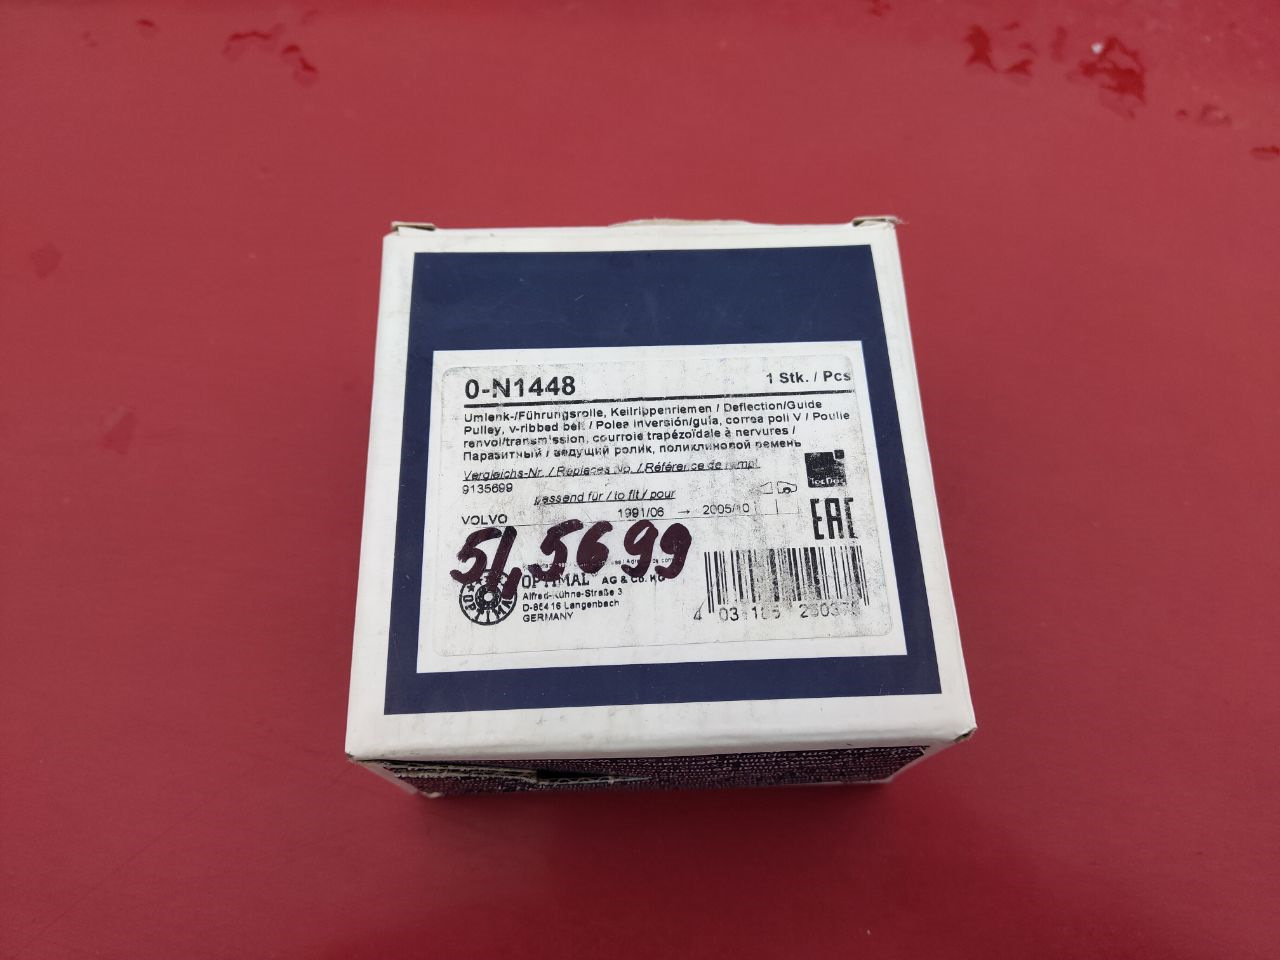 0-N1448
1 Stk. / Pcs
Umlenk-/Führungsrolle, Keilrippenriemen / Deflection/Guide
Pulley, v-ribbed belt / Polea inversión/guía, correa poli V / Poulie
renvoi/transmission, courroie trapézoïdale à nervures /
Паразитный / ведущий ролик, поликлиновой ремень
Vergleichs-Nr. / Replaces No. / Référence de rempl.
9135699
TecDoc
passend für / to fit / pour
VOLVO 1991/06 → 2005/10
EAC
5699
OPTIMAL AG & Co. KG
Alfred-Kühne-Straße 3
D-85416 Langenbach
GERMANY
OPTIMAL